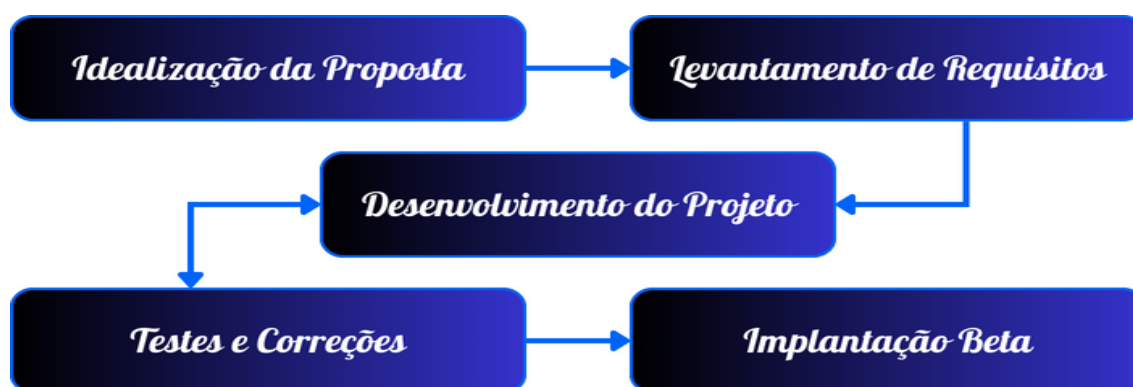 Idealização da Proposta
Levantamento de Requisitos
Desenvolvimento do Projeto
Testes e Correções
Implantação Beta